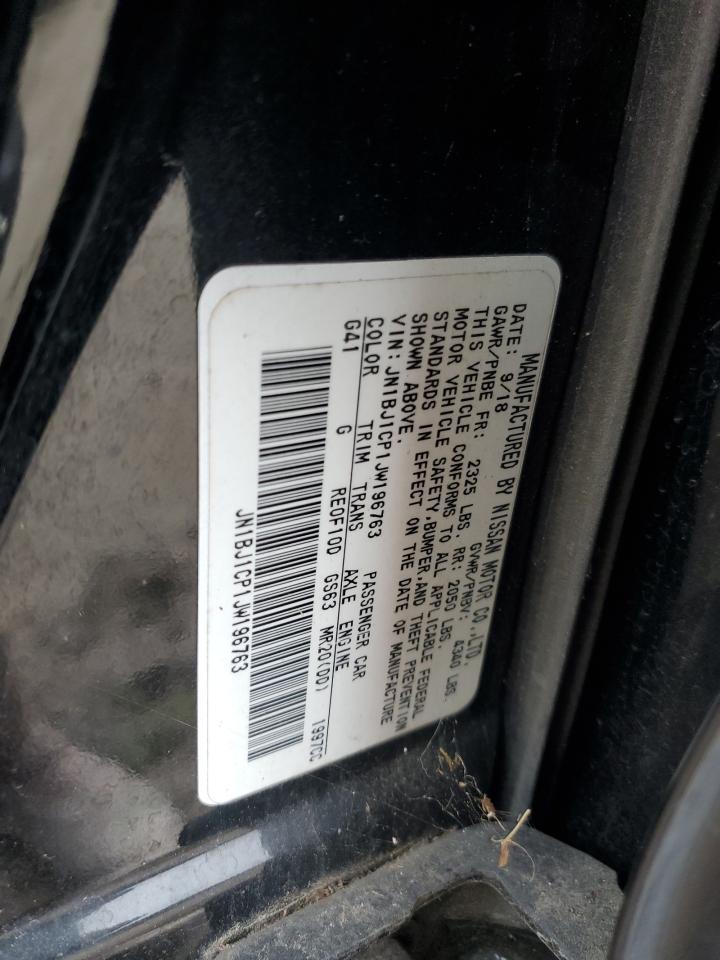 MANUFACTURED BY NISSAN MOTOR CO.,LTD.
DATE: 9/18 GVWR/PNBV: 4340 LBS.
GAWR/PNBE FR: 2325 LBS. RR: 2050 LBS.
THIS VEHICLE CONFORMS TO ALL APPLICABLE FEDERAL
MOTOR VEHICLE SAFETY,BUMPER,AND THEFT PREVENTION
STANDARDS IN EFFECT ON THE DATE OF MANUFACTURE
SHOWN ABOVE.
VIN: JN1BJ1CP1JW196763 PASSENGER CAR
COLOR TRIM TRANS AXLE ENGINE
G41 G RE0F10D GS63 MR20(DD) 1997CC
JN1BJ1CP1JW196763